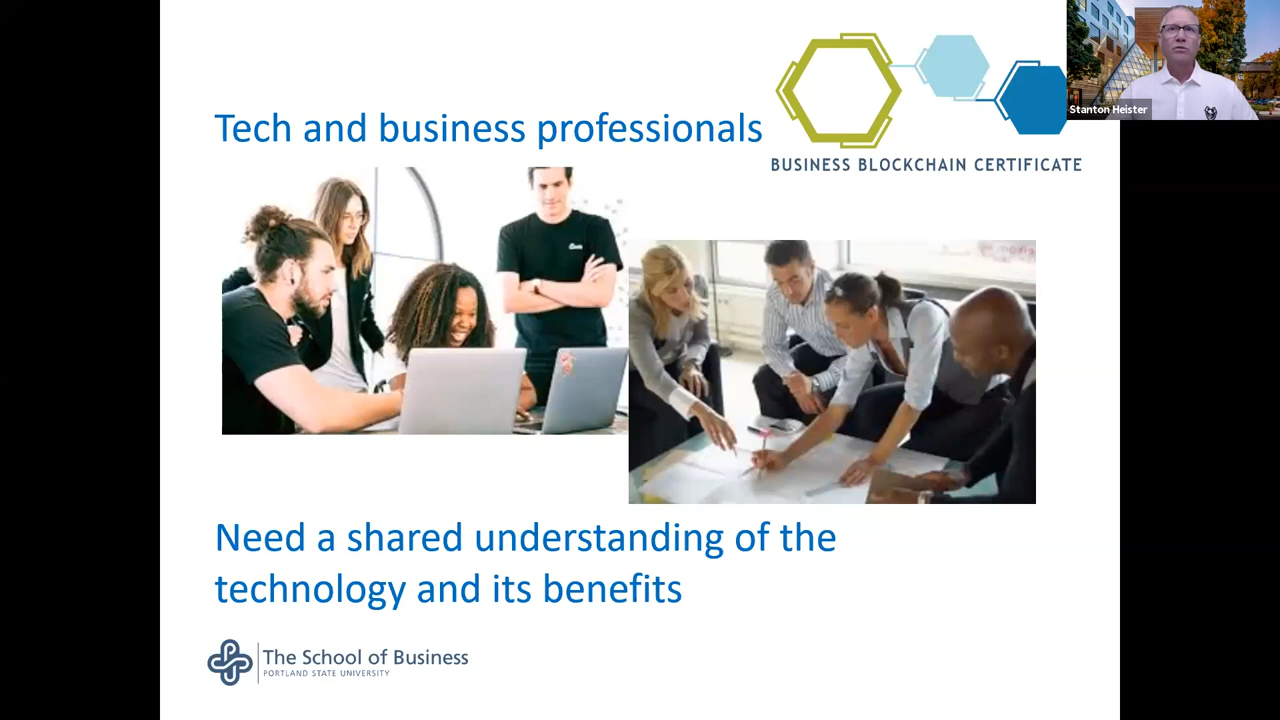 Stanton Heister
Tech and business professionals
BUSINESS BLOCKCHAIN CERTIFICATE
Need a shared understanding of the
technology and its benefits
The School of Business
PORTLAND STATE UNIVERSITY